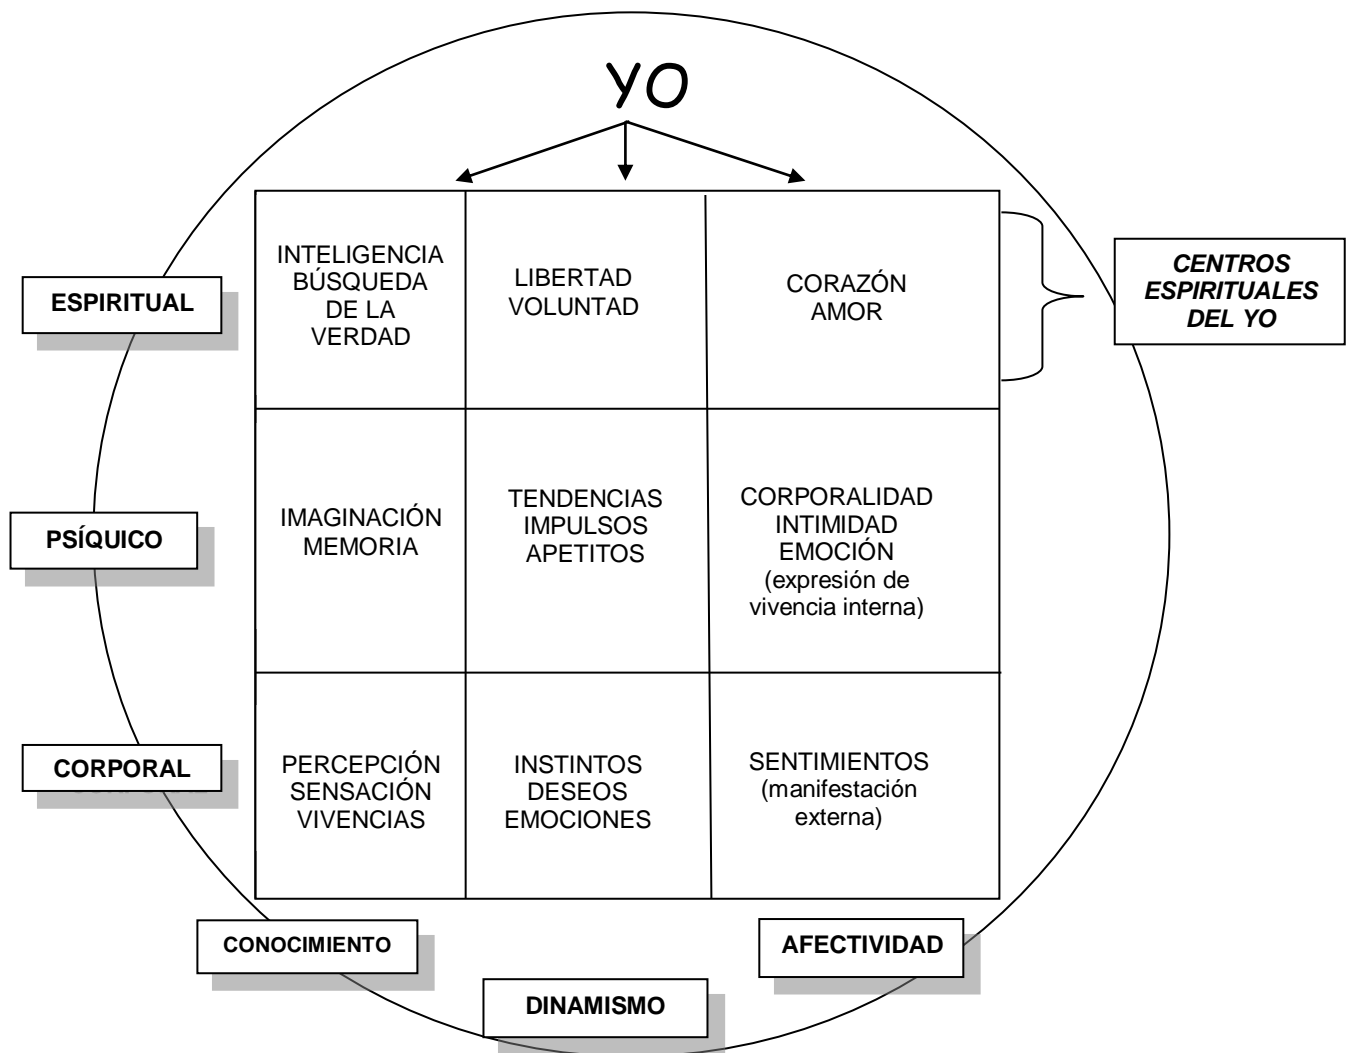 YO
INTELIGENCIA
BÚSQUEDA
DE LA
VERDAD
LIBERTAD
VOLUNTAD
CORAZÓN
AMOR
ESPIRITUAL
CENTROS
ESPIRITUALES
DEL YO
PSÍQUICO
IMAGINACIÓN
MEMORIA
TENDENCIAS
IMPULSOS
APETITOS
CORPORALIDAD
INTIMIDAD
EMOCIÓN
(expresión de
vivencia interna)
CORPORAL
PERCEPCIÓN
SENSACIÓN
VIVENCIAS
INSTINTOS
DESEOS
EMOCIONES
SENTIMIENTOS
(manifestación
externa)
CONOCIMIENTO
DINAMISMO
AFECTIVIDAD